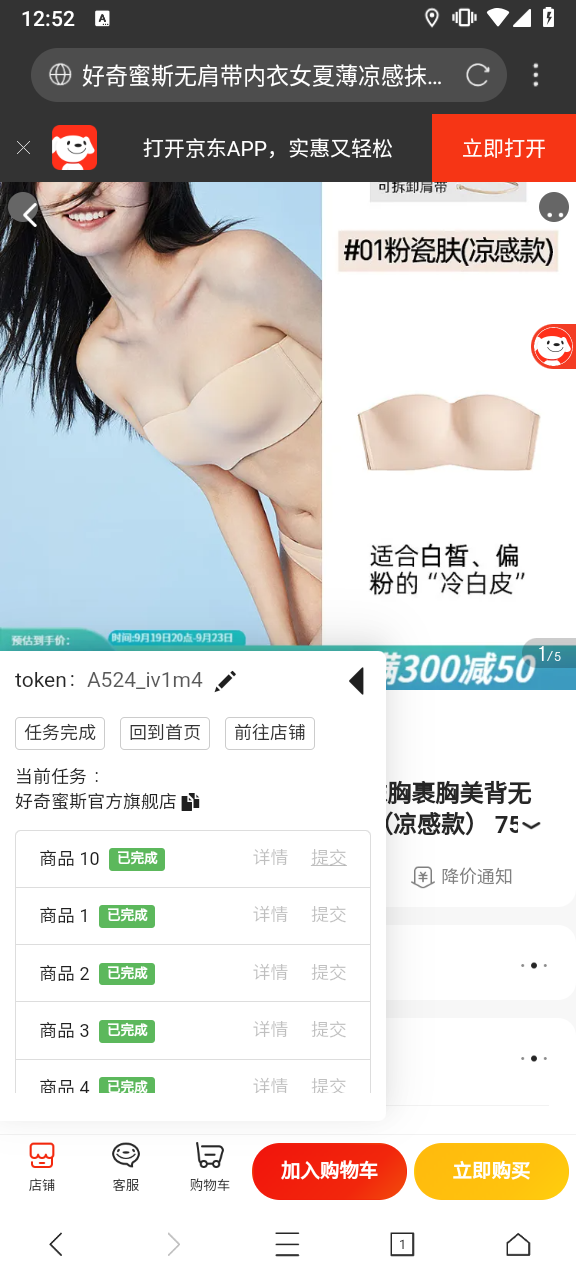 12:52
A
好奇蜜斯无肩带内衣女夏薄凉感抹...
打开京东APP，实惠又轻松
立即打开
可拆卸肩带
#01粉瓷肤(凉感款)
适合白皙、偏
粉的“冷白皮”
预估到手价：
时间:9月19日20点-9月23日
满300减50
1/5
token： A524_iv1m4
任务完成
回到首页
前往店铺
当前任务：
好奇蜜斯官方旗舰店
胸裹胸美背无
（凉感款） 75
降价通知
商品 10 已完成 详情 提交
商品 1 已完成 详情 提交
商品 2 已完成 详情 提交
商品 3 已完成 详情 提交
商品 4 已完成 详情 提交
店铺
客服
购物车
加入购物车
立即购买
1